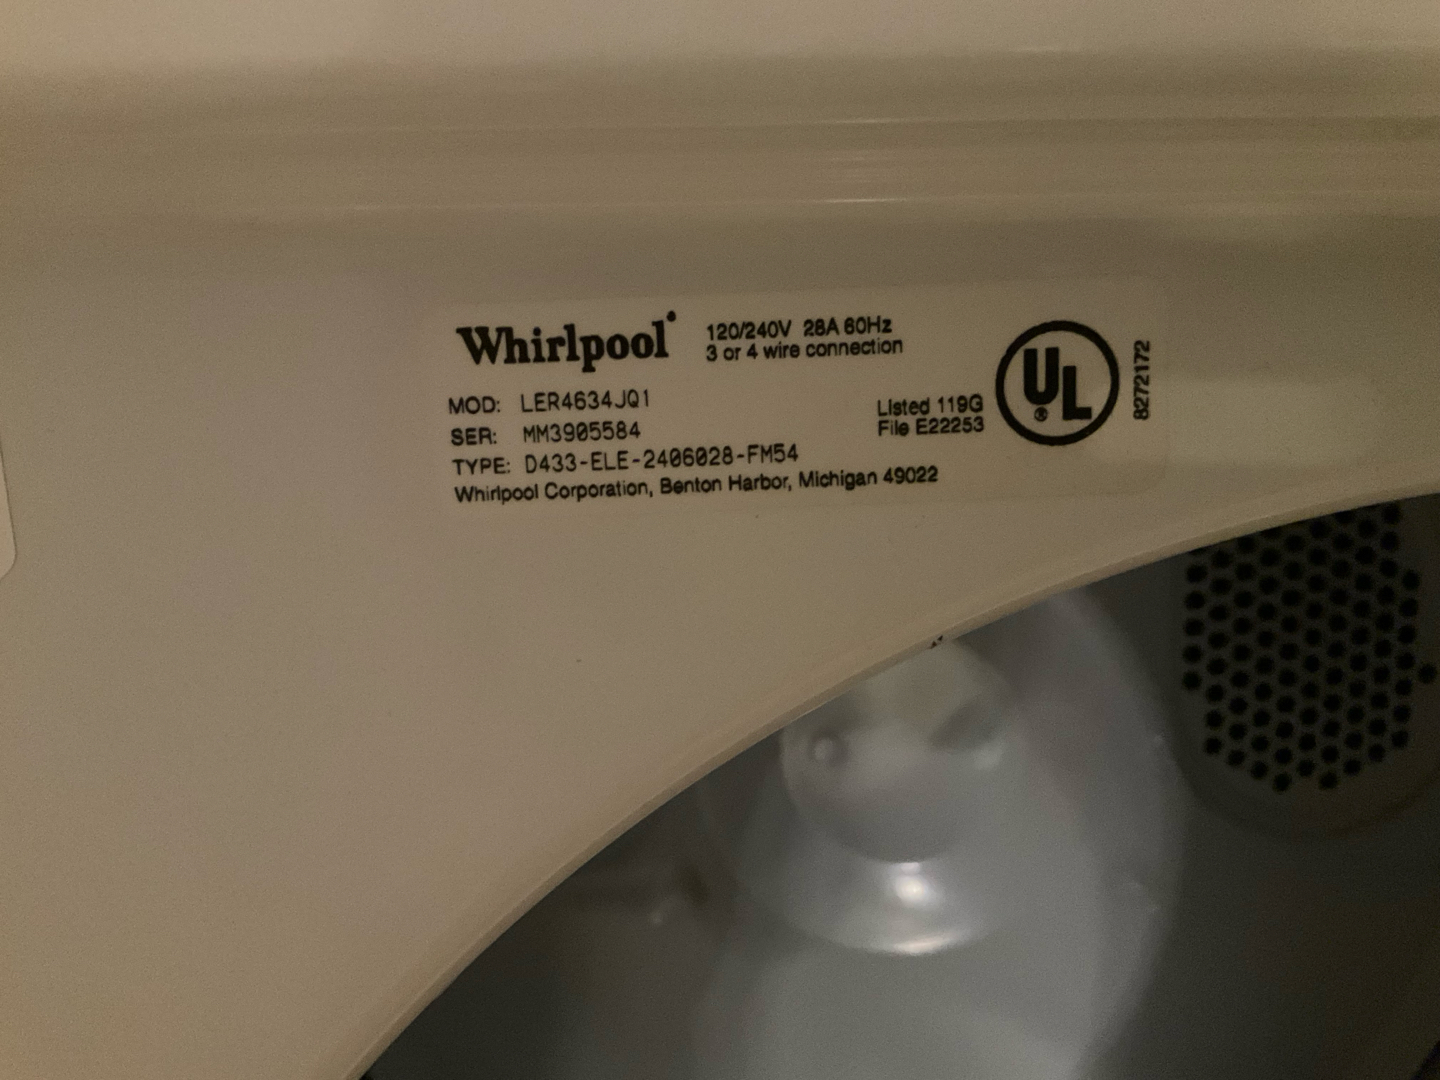 Whirlpool
120/240V 28A 60Hz
3 or 4 wire connection
MOD: LER4634JQ1
SER: MM3905584
TYPE: D433-ELE-2406028-FM54
Whirlpool Corporation, Benton Harbor, Michigan 49022
Listed 119G
File E22253
UL
®
8272172